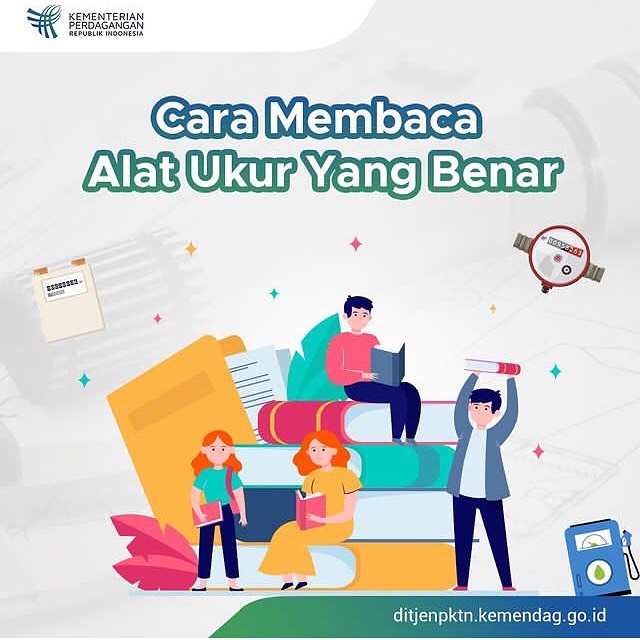 KEMENTERIAN
PERDAGANGAN
REPUBLIK INDONESIA
Cara Membaca
Alat Ukur Yang Benar
ditjenpktn.kemendag.go.id